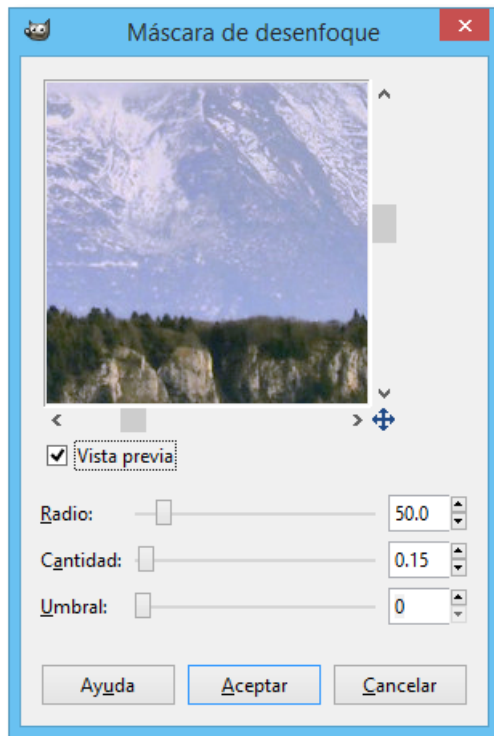 Máscara de desenfoque
Vista previa
Radio: 50.0
Cantidad: 0.15
Umbral: 0
Ayuda Aceptar Cancelar